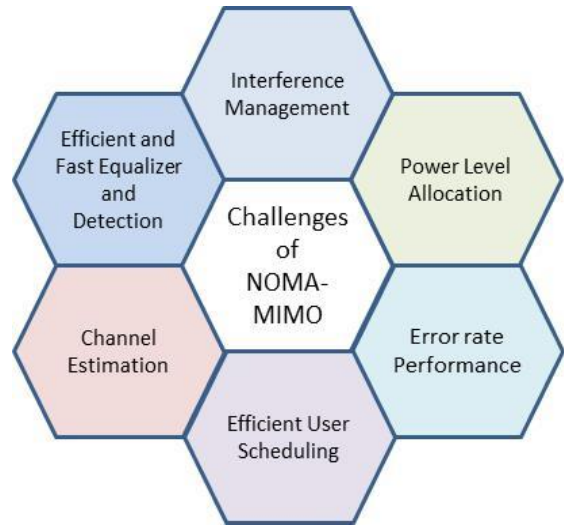 Interference
Management
Efficient and
Fast Equalizer
and
Detection
Power Level
Allocation
Challenges
of
NOMA-
MIMO
Channel
Estimation
Error rate
Performance
Efficient User
Scheduling